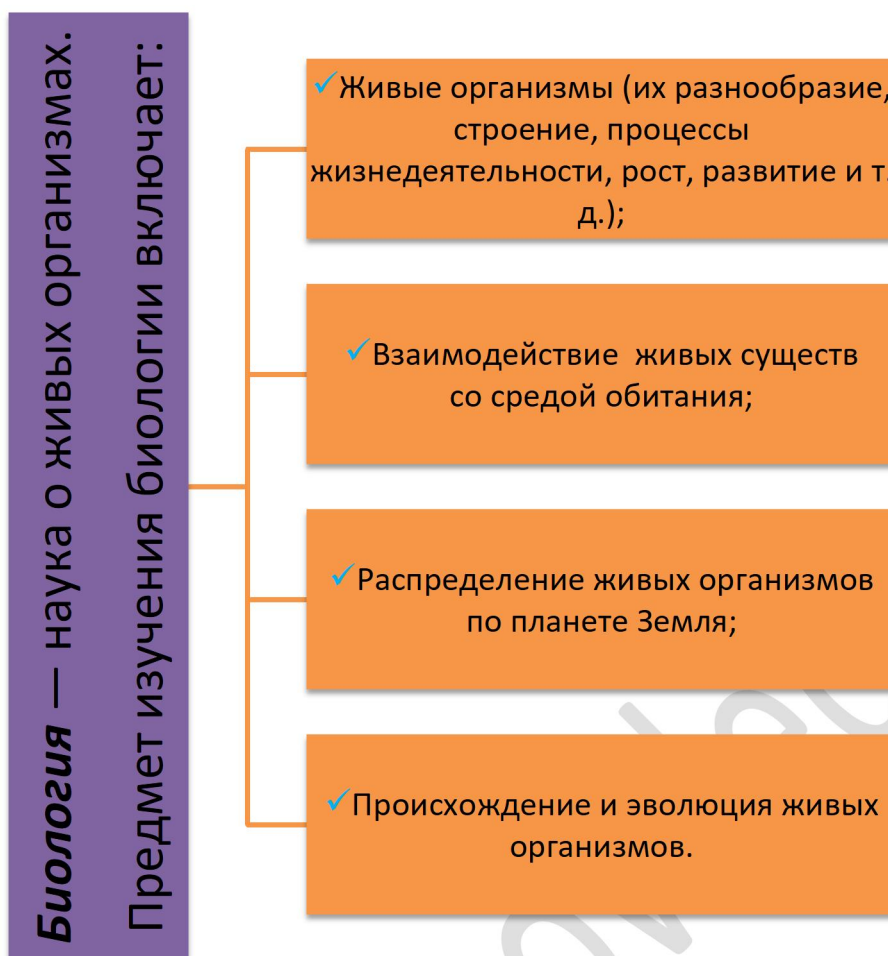 Биология — наука о живых организмах.
Предмет изучения биологии включает:
✓Живые организмы (их разнообразие,
строение, процессы
жизнедеятельности, рост, развитие и т.
д.);
✓Взаимодействие живых существ
со средой обитания;
✓Распределение живых организмов
по планете Земля;
✓Происхождение и эволюция живых
организмов.